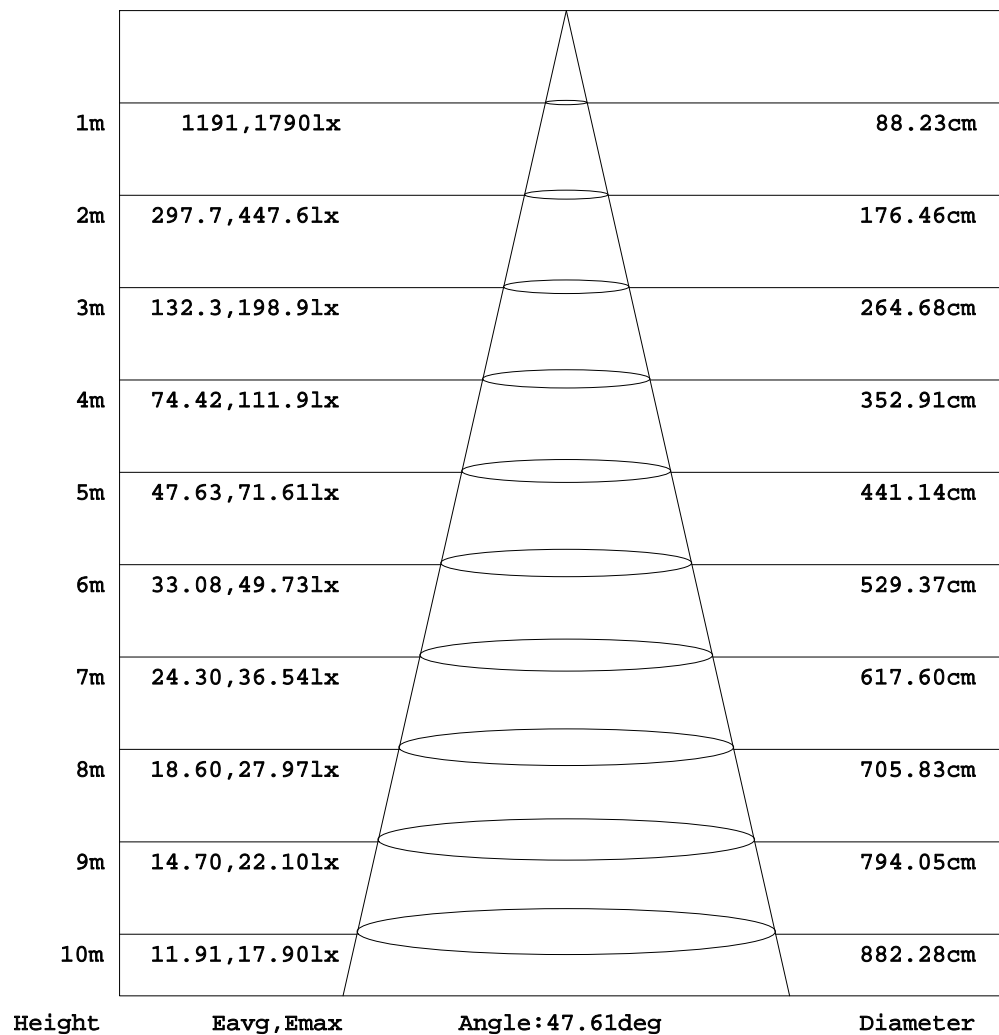 1m 1191,1790lx 88.23cm
2m 297.7,447.6lx 176.46cm
3m 132.3,198.9lx 264.68cm
4m 74.42,111.9lx 352.91cm
5m 47.63,71.61lx 441.14cm
6m 33.08,49.73lx 529.37cm
7m 24.30,36.54lx 617.60cm
8m 18.60,27.97lx 705.83cm
9m 14.70,22.10lx 794.05cm
10m 11.91,17.90lx 882.28cm
Height Eavg,Emax Angle:47.61deg Diameter